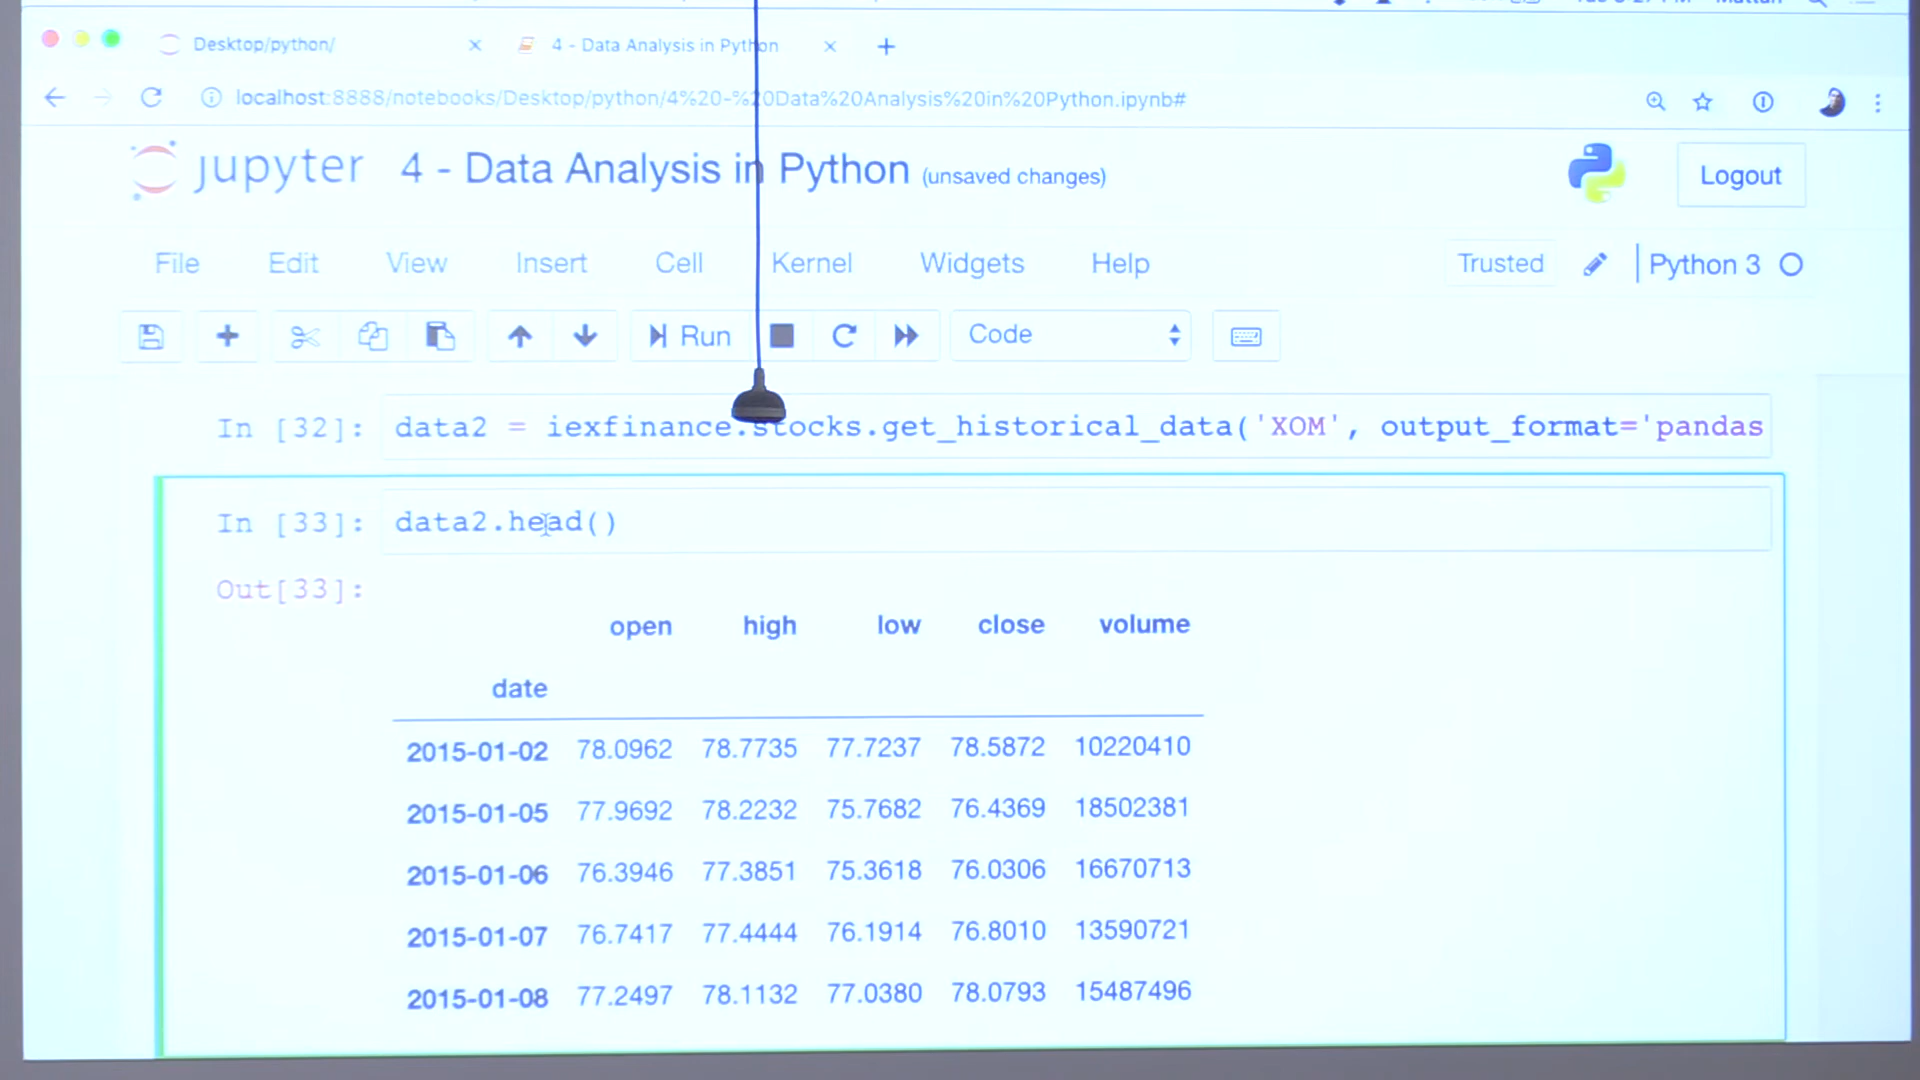 Desktop/python/
4 - Data Analysis in Python
localhost:8888/notebooks/Desktop/python/4%20-%20Data%20Analysis%20in%20Python.ipynb#
jupyter 4 - Data Analysis in Python (unsaved changes) Logout
File Edit View Insert Cell Kernel Widgets Help Trusted Python 3
Run Code
In [32]: data2 = iexfinance.stocks.get_historical_data('XOM', output_format='pandas
In [33]: data2.head()
Out[33]:
open high low close volume
date
2015-01-02 78.0962 78.7735 77.7237 78.5872 10220410
2015-01-05 77.9692 78.2232 75.7682 76.4369 18502381
2015-01-06 76.3946 77.3851 75.3618 76.0306 16670713
2015-01-07 76.7417 77.4444 76.1914 76.8010 13590721
2015-01-08 77.2497 78.1132 77.0380 78.0793 15487496